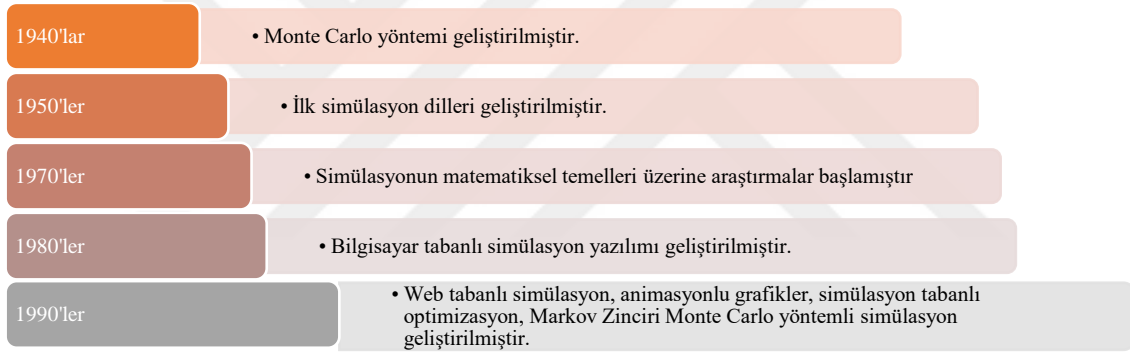 1940'lar
• Monte Carlo yöntemi geliştirilmiştir.
1950'ler
• İlk simülasyon dilleri geliştirilmiştir.
1970'ler
• Simülasyonun matematiksel temelleri üzerine araştırmalar başlamıştır
1980'ler
• Bilgisayar tabanlı simülasyon yazılımı geliştirilmiştir.
1990'ler
• Web tabanlı simülasyon, animasyonlu grafikler, simülasyon tabanlı
optimizasyon, Markov Zinciri Monte Carlo yöntemli simülasyon
geliştirilmiştir.